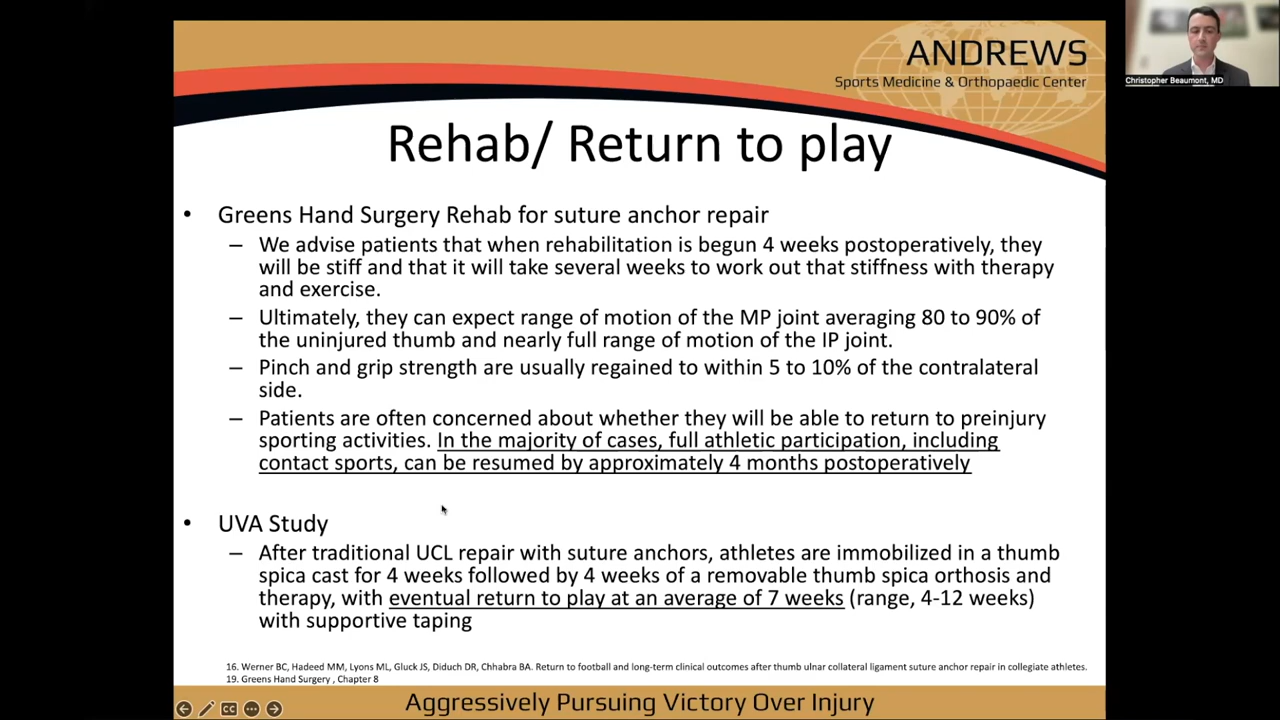 ANDREWS
Sports Medicine & Orthopaedic Center
Christopher Beaumont, MD
Rehab/ Return to play
• Greens Hand Surgery Rehab for suture anchor repair
– We advise patients that when rehabilitation is begun 4 weeks postoperatively, they
will be stiff and that it will take several weeks to work out that stiffness with therapy
and exercise.
– Ultimately, they can expect range of motion of the MP joint averaging 80 to 90% of
the uninjured thumb and nearly full range of motion of the IP joint.
– Pinch and grip strength are usually regained to within 5 to 10% of the contralateral
side.
– Patients are often concerned about whether they will be able to return to preinjury
sporting activities. In the majority of cases, full athletic participation, including
contact sports, can be resumed by approximately 4 months postoperatively
• UVA Study
– After traditional UCL repair with suture anchors, athletes are immobilized in a thumb
spica cast for 4 weeks followed by 4 weeks of a removable thumb spica orthosis and
therapy, with eventual return to play at an average of 7 weeks (range, 4-12 weeks)
with supportive taping
16. Werner BC, Hadeed MM, Lyons ML, Gluck JS, Diduch DR, Chhabra BA. Return to football and long-term clinical outcomes after thumb ulnar collateral ligament suture anchor repair in collegiate athletes.
19. Greens Hand Surgery , Chapter 8
CC
Aggressively Pursuing Victory Over Injury